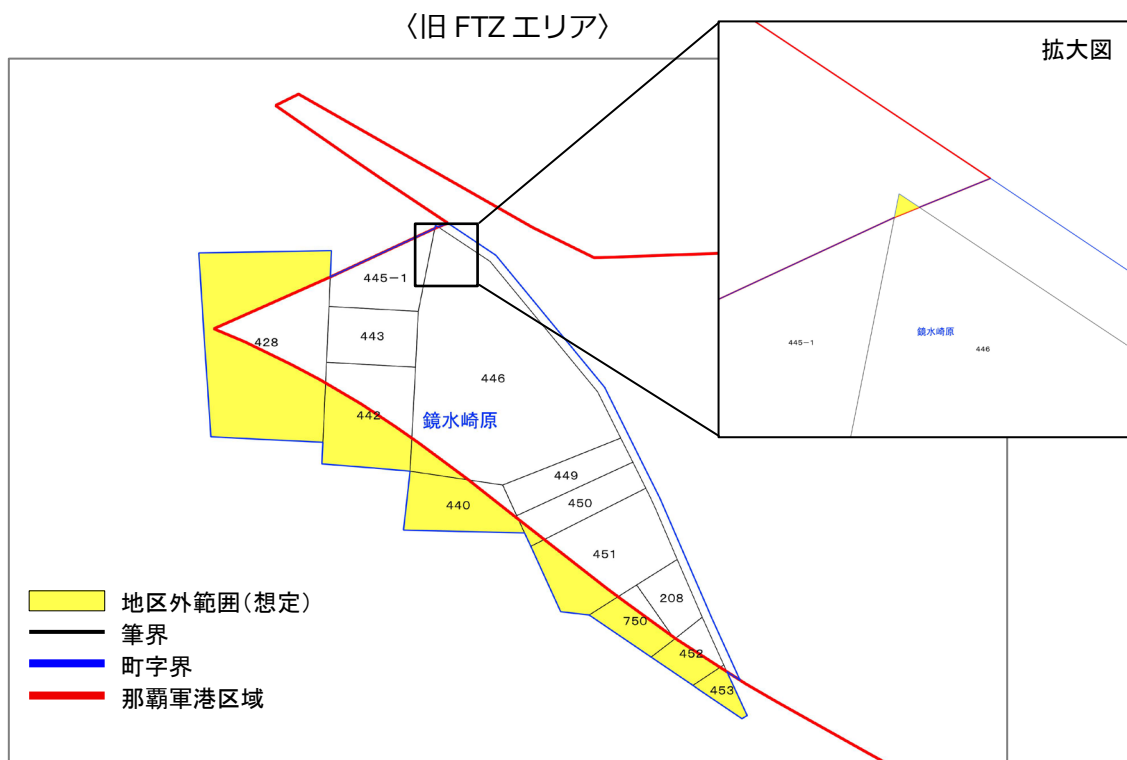 〈旧 FTZ エリア〉
拡大図
445-1
鏡水崎原
446
445-1
428
443
446
442
鏡水崎原
449
440
450
451
208
750
452
453
地区外範囲(想定)
筆界
町字界
那覇軍港区域